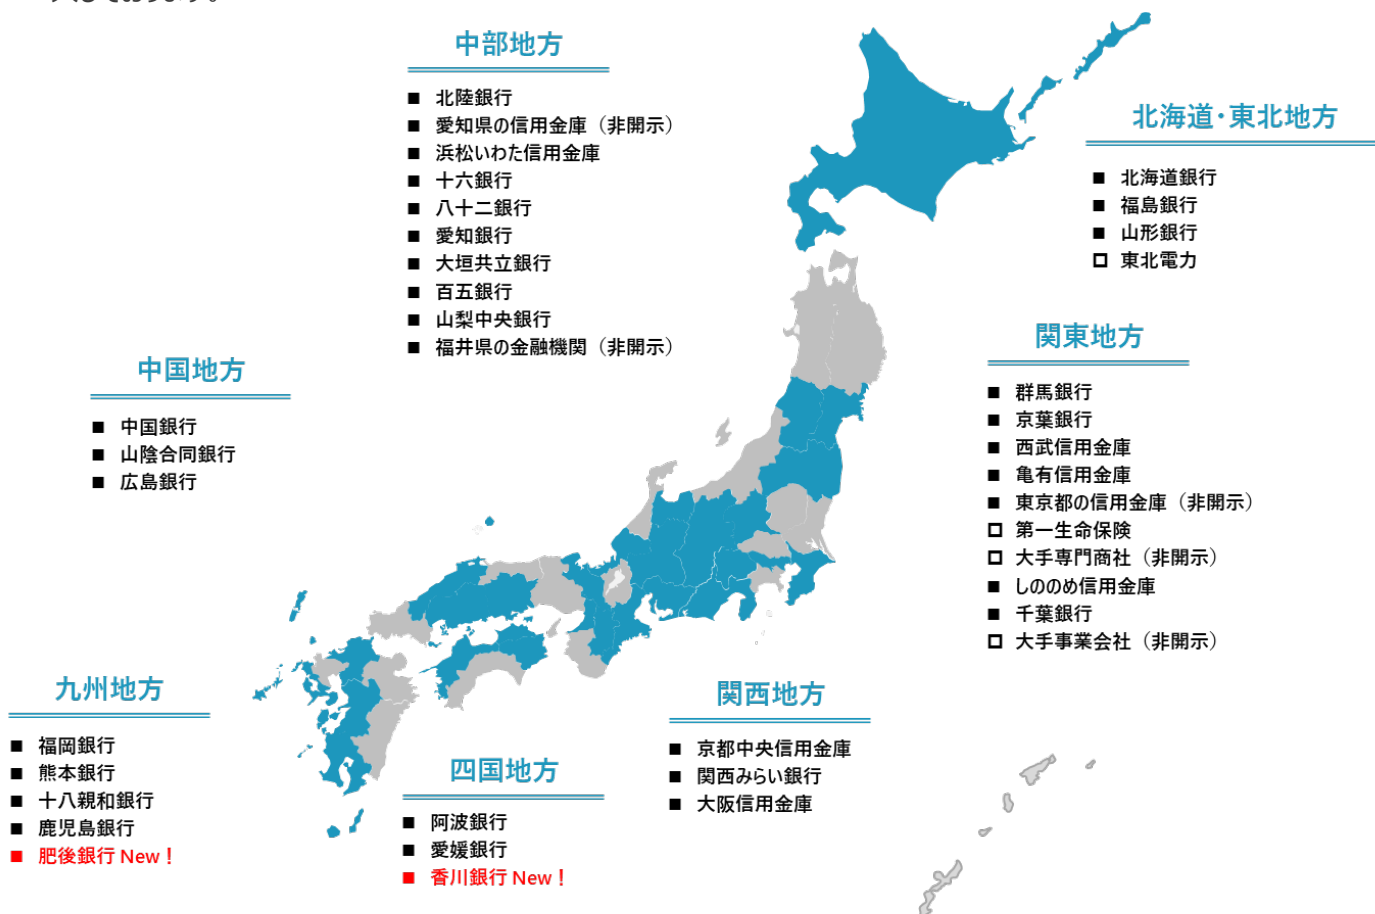 中部地方
■ 北陸銀行
■ 愛知県の信用金庫（非開示）
■ 浜松いわた信用金庫
■ 十六銀行
■ 八十二銀行
■ 愛知銀行
■ 大垣共立銀行
■ 百五銀行
■ 山梨中央銀行
■ 福井県の金融機関（非開示）
北海道・東北地方
■ 北海道銀行
■ 福島銀行
■ 山形銀行
□ 東北電力
関東地方
■ 群馬銀行
■ 京葉銀行
■ 西武信用金庫
■ 亀有信用金庫
■ 東京都の信用金庫（非開示）
□ 第一生命保険
□ 大手専門商社（非開示）
■ しののめ信用金庫
■ 千葉銀行
□ 大手事業会社（非開示）
中国地方
■ 中国銀行
■ 山陰合同銀行
■ 広島銀行
九州地方
■ 福岡銀行
■ 熊本銀行
■ 十八親和銀行
■ 鹿児島銀行
■ 肥後銀行 New！
四国地方
■ 阿波銀行
■ 愛媛銀行
■ 香川銀行 New！
関西地方
■ 京都中央信用金庫
■ 関西みらい銀行
■ 大阪信用金庫